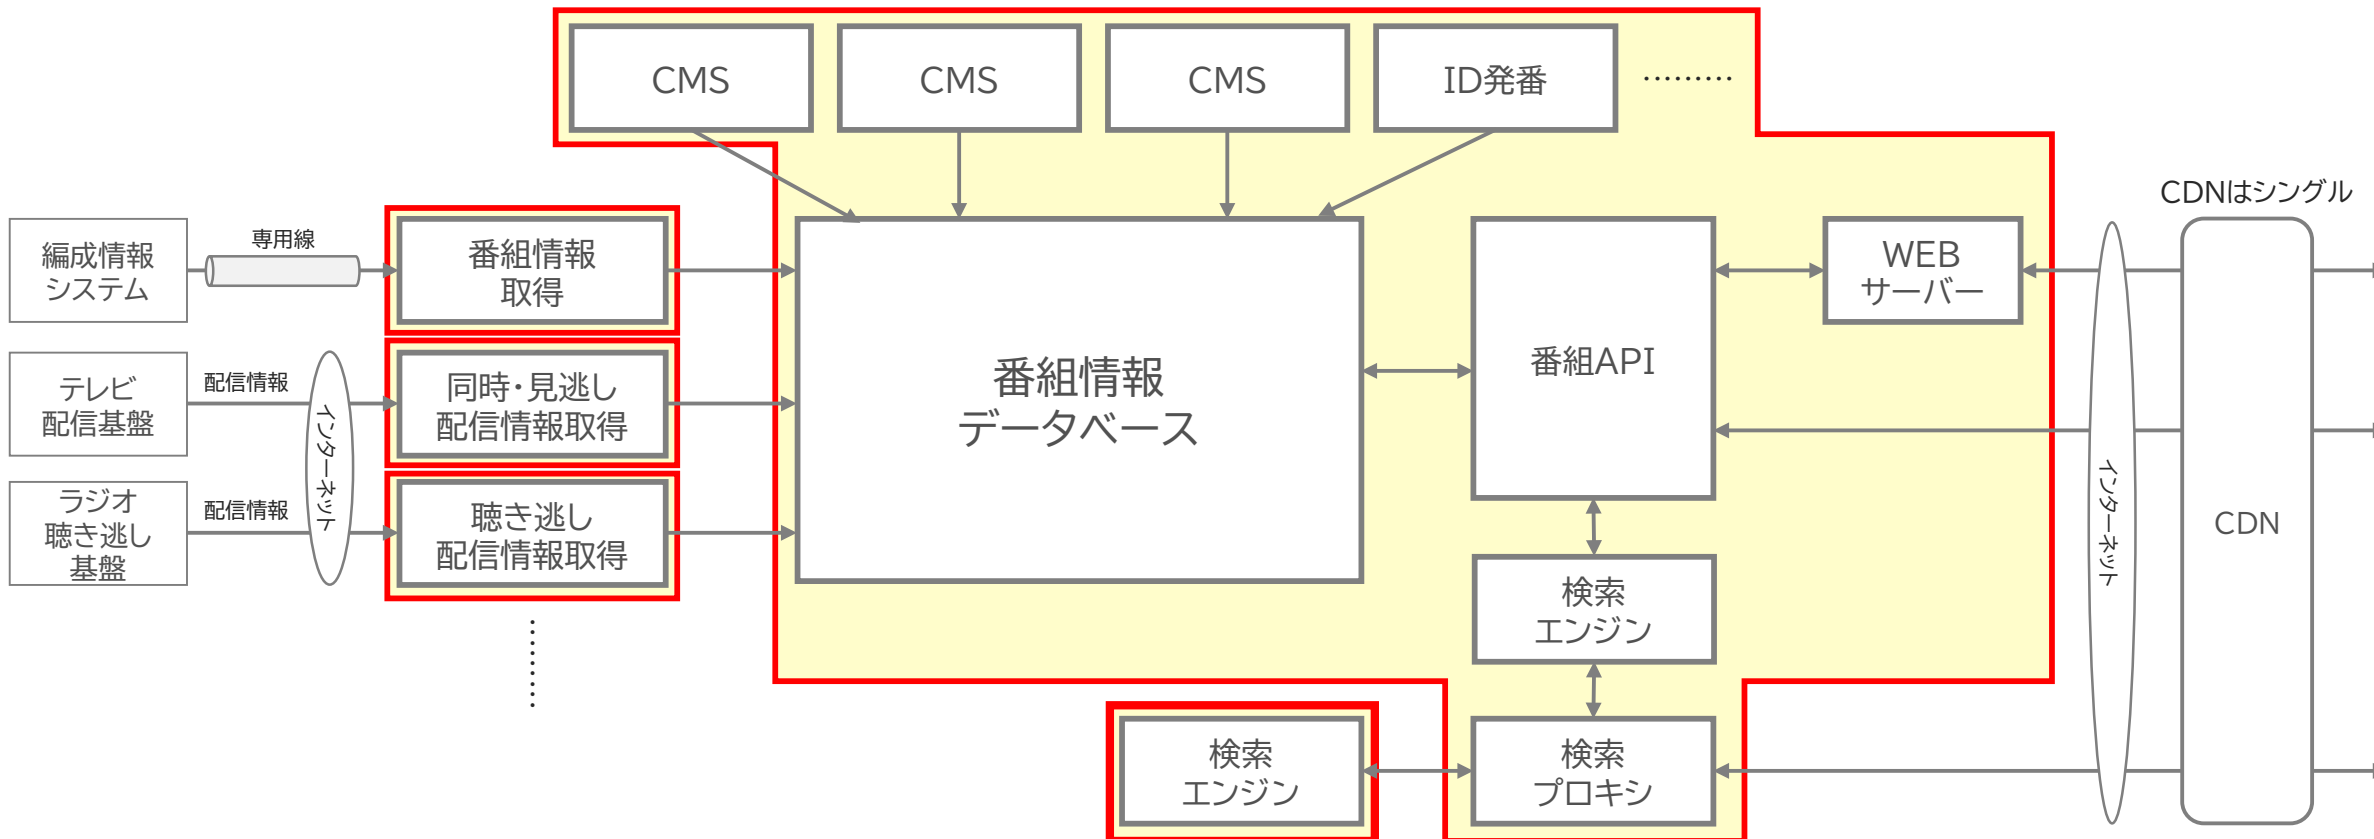 CMS
CMS
CMS
ID発番
………
CDNはシングル
編成情報
システム
専用線
番組情報
取得
テレビ
配信基盤
配信情報
同時・見逃し
配信情報取得
ラジオ
聴き逃し
基盤
配信情報
インターネット
聴き逃し
配信情報取得
………
番組情報
データベース
番組API
WEB
サーバー
検索
エンジン
検索
エンジン
検索
プロキシ
インターネット
CDN